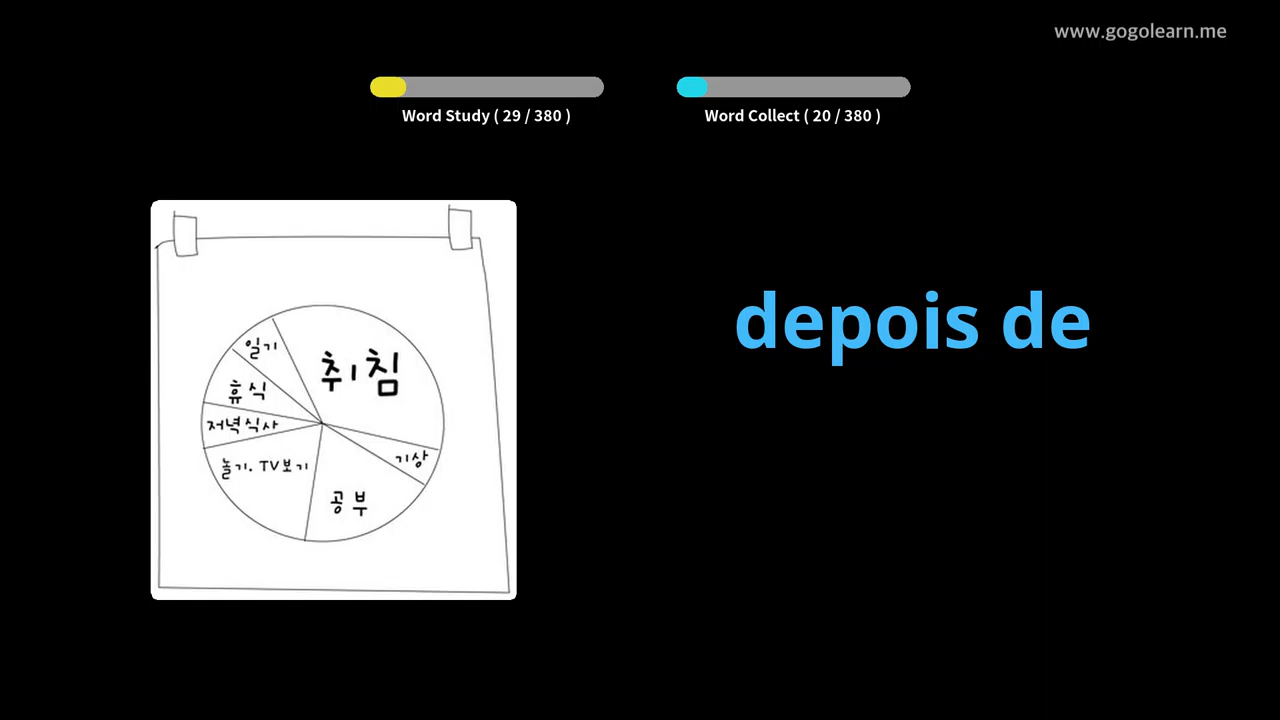 www.gogolearn.me
Word Study ( 29 / 380 )
Word Collect ( 20 / 380 )
일기
취침
휴식
저녁식사
놀기. TV보기
기상
공부
depois de